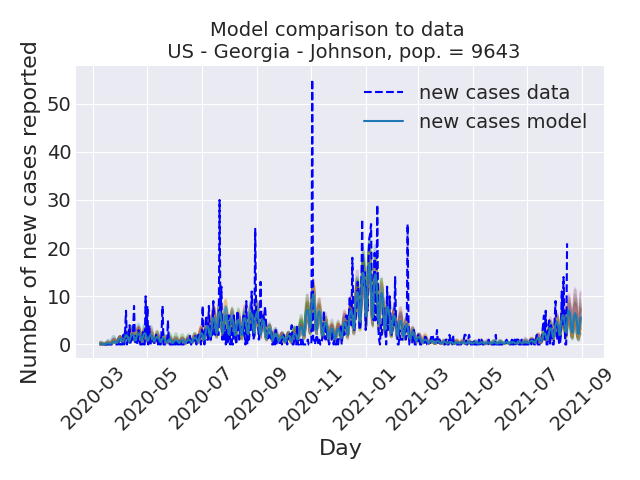 Model comparison to data
US - Georgia - Johnson, pop. = 9643
Number of new cases reported
50
40
30
20
10
0
new cases data
new cases model
2020-03
2020-05
2020-07
2020-09
2020-11
2021-01
2021-03
2021-05
2021-07
2021-09
Day